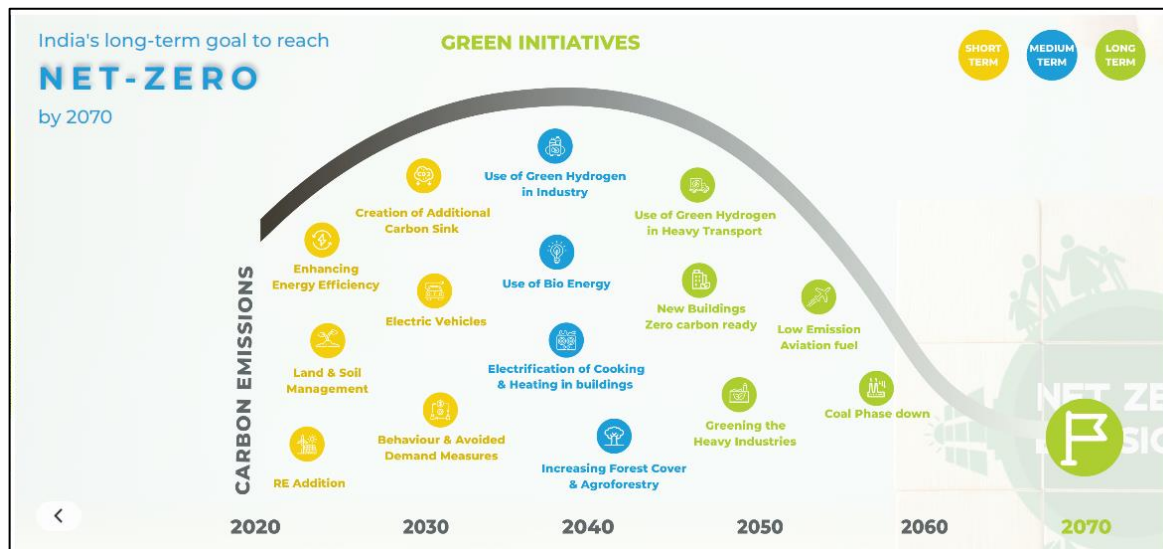 India's long-term goal to reach
NET-ZERO
by 2070
GREEN INITIATIVES
SHORT
TERM
MEDIUM
TERM
LONG
TERM
CARBON EMISSIONS
CO2
Creation of Additional
Carbon Sink
Enhancing
Energy Efficiency
Electric Vehicles
Land & Soil
Management
Behaviour & Avoided
Demand Measures
RE Addition
Use of Green Hydrogen
in Industry
Use of Bio Energy
Electrification of Cooking
& Heating in buildings
Increasing Forest Cover
& Agroforestry
Use of Green Hydrogen
in Heavy Transport
New Buildings
Zero carbon ready
Low Emission
Aviation fuel
Greening the
Heavy Industries
Coal Phase down
NET ZE
2020
2030
2040
2050
2060
2070